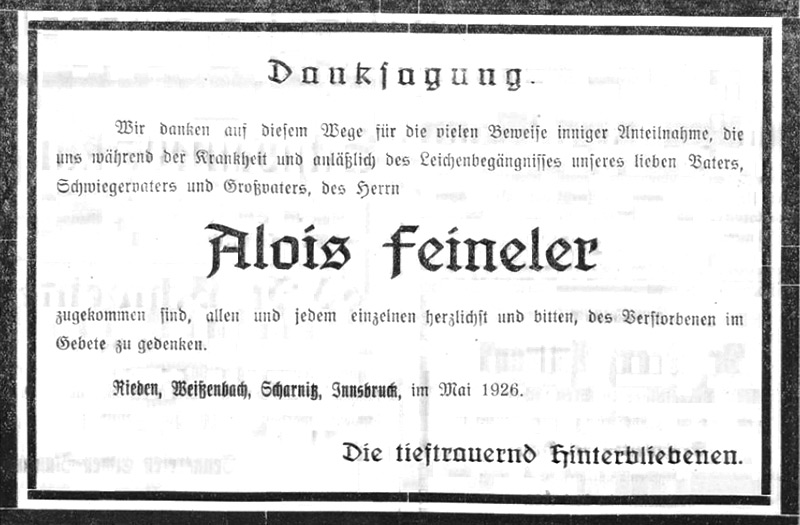 Danksagung.
Wir danken auf diesem Wege für die vielen Beweise inniger Anteilnahme, die
uns während der Krankheit und anläßlich des Leichenbegängnisses unseres lieben Vaters,
Schwiegervaters und Großvaters, des Herrn
Alois Feineler
zugekommen sind, allen und jedem einzelnen herzlichst und bitten, des Verstorbenen im
Gebete zu gedenken.
Rieden, Weißenbach, Scharnitz, Innsbruck, im Mai 1926.
Die tieftrauernd Hinterbliebenen.